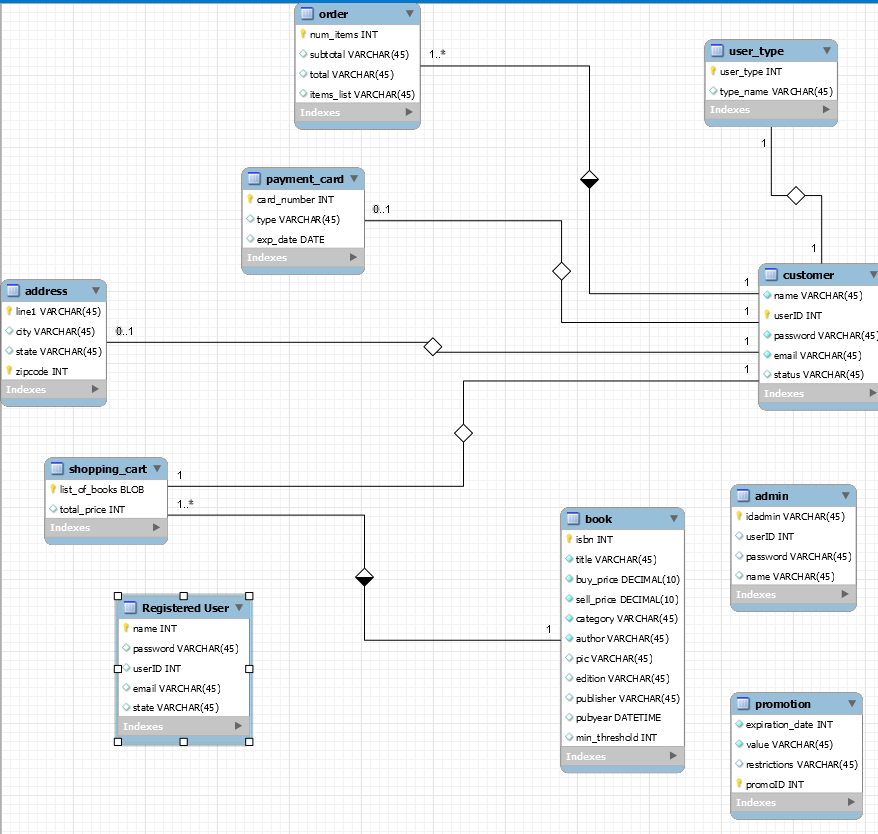 order
num_items INT
subtotal VARCHAR(45)
total VARCHAR(45)
items_list VARCHAR(45)
Indexes
1..*
user_type
user_type INT
type_name VARCHAR(45)
Indexes
1
1
payment_card
card_number INT
type VARCHAR(45)
exp_date DATE
Indexes
0..1
customer
name VARCHAR(45)
userID INT
password VARCHAR(45)
email VARCHAR(45)
status VARCHAR(45)
Indexes
1
1
1
1
address
line1 VARCHAR(45)
city VARCHAR(45)
state VARCHAR(45)
zipcode INT
Indexes
0..1
shopping_cart
list_of_books BLOB
total_price INT
Indexes
1
1..*
book
isbn INT
title VARCHAR(45)
buy_price DECIMAL(10)
sell_price DECIMAL(10)
category VARCHAR(45)
author VARCHAR(45)
pic VARCHAR(45)
edition VARCHAR(45)
publisher VARCHAR(45)
pubyear DATETIME
min_threshold INT
Indexes
1
admin
idadmin VARCHAR(45)
userID INT
password VARCHAR(45)
name VARCHAR(45)
Indexes
Registered User
name INT
password VARCHAR(45)
userID INT
email VARCHAR(45)
state VARCHAR(45)
Indexes
promotion
expiration_date INT
value VARCHAR(45)
restrictions VARCHAR(45)
promoID INT
Indexes